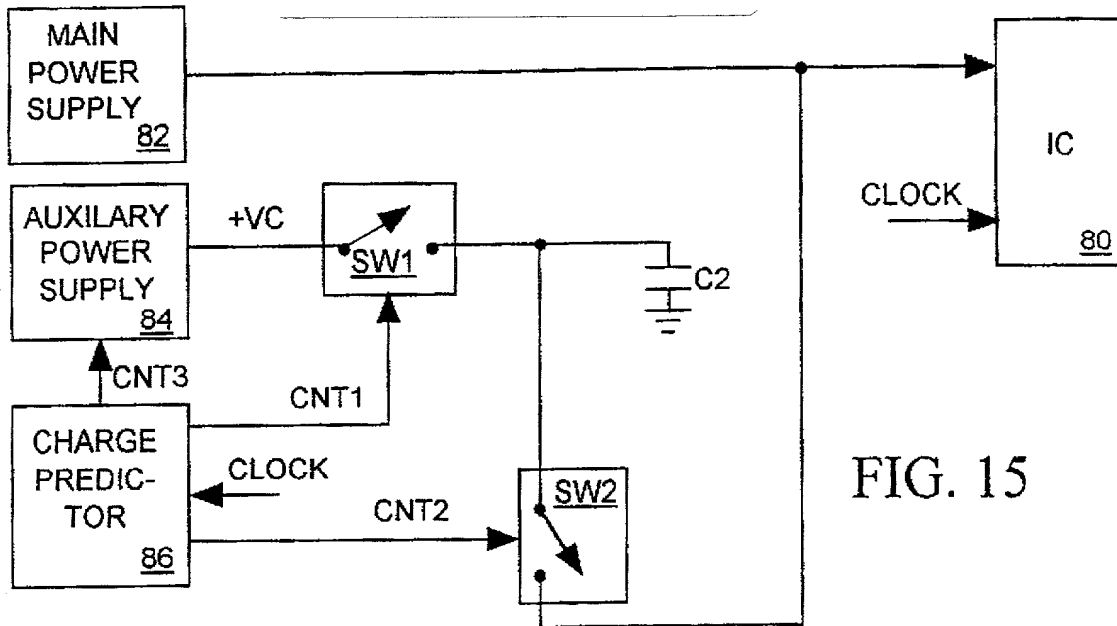 MAIN
POWER
SUPPLY
82
IC
CLOCK
80
AUXILARY
POWER
SUPPLY
84
+VC
SW1
C2
CNT3
CNT1
CHARGE
PREDIC-
TOR
86
CLOCK
CNT2
SW2
FIG. 15